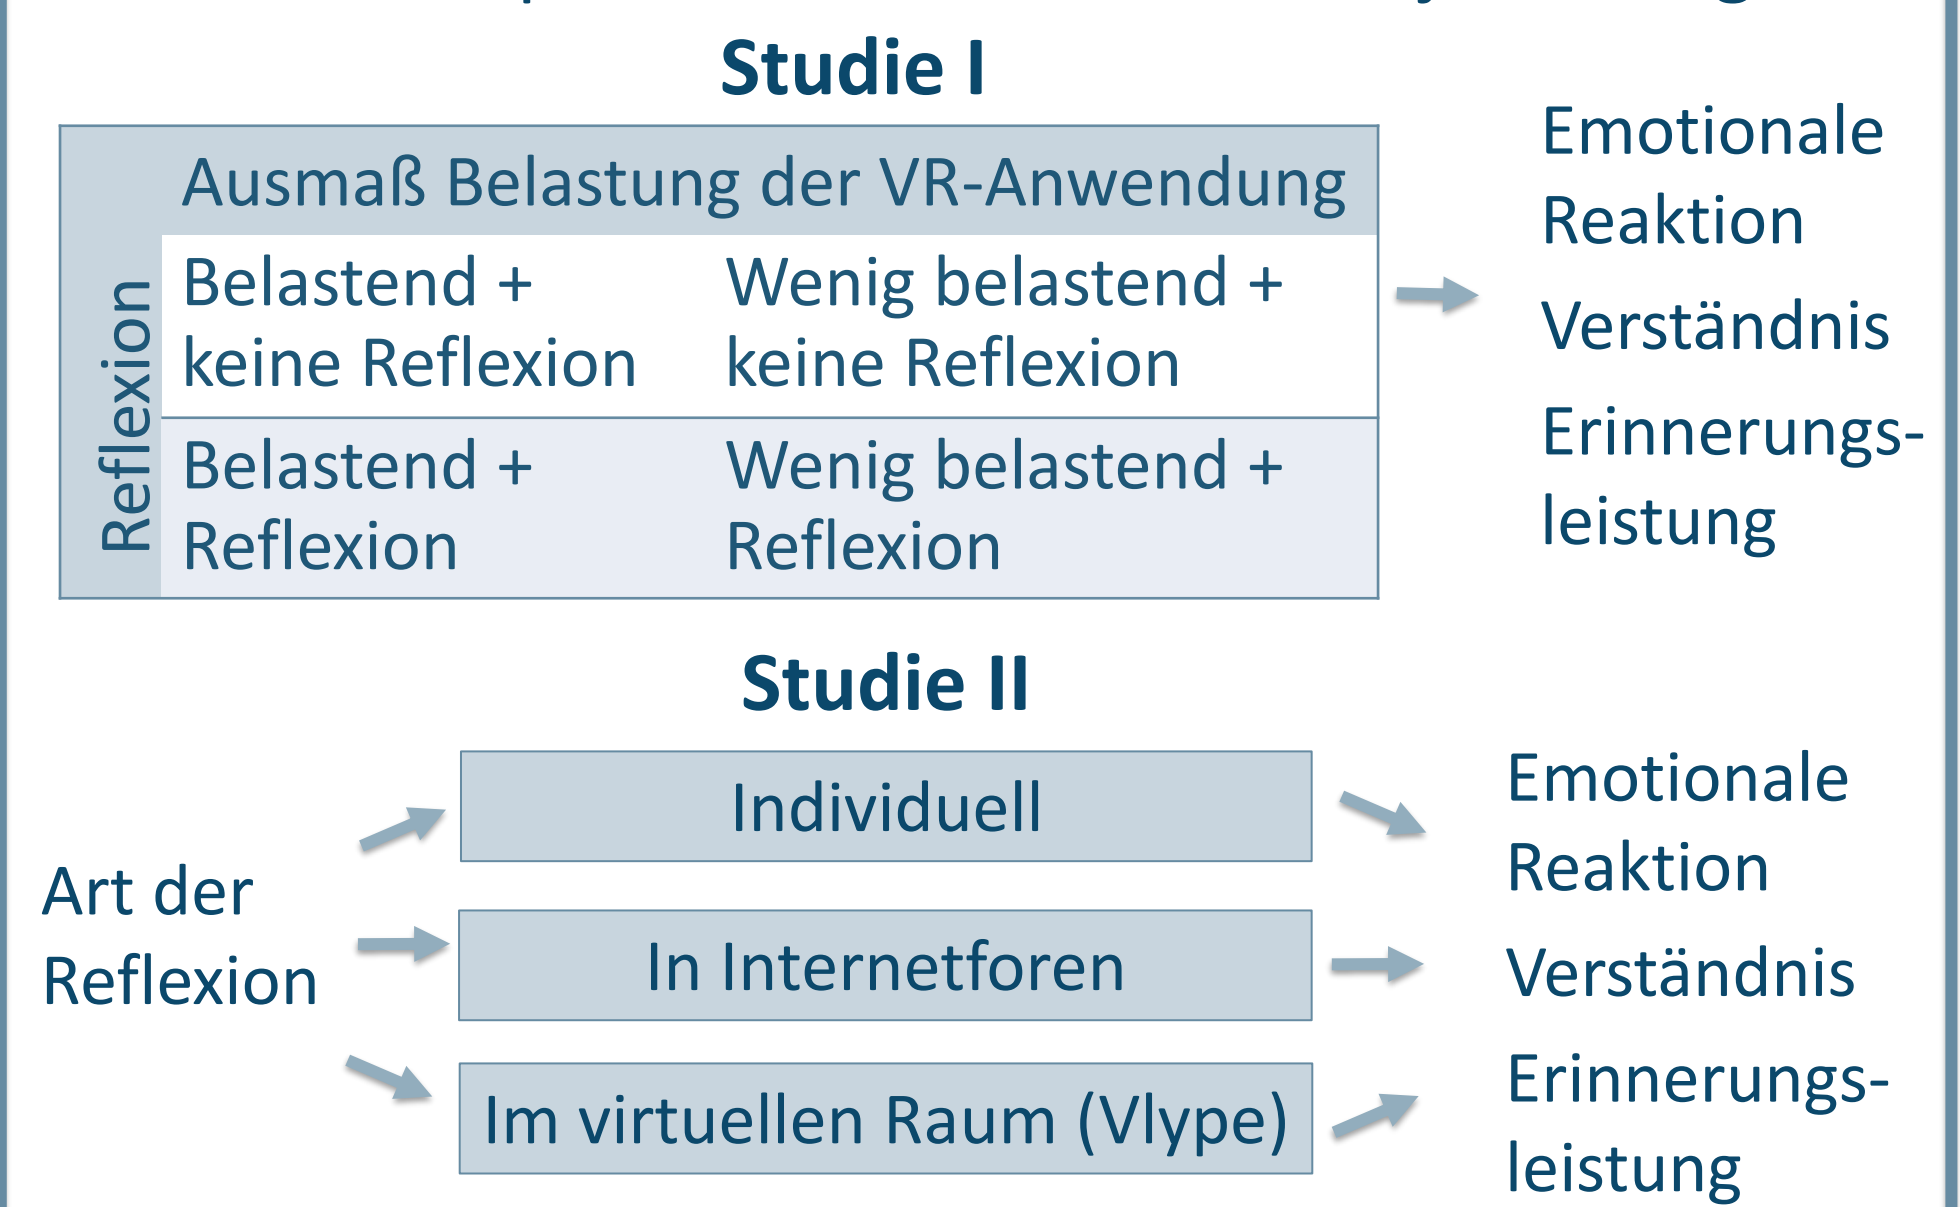 Studie I
Ausmaß Belastung der VR-Anwendung
Reflexion
Belastend +
keine Reflexion
Wenig belastend +
keine Reflexion
Belastend +
Reflexion
Wenig belastend +
Reflexion
Emotionale
Reaktion
Verständnis
Erinnerungs-
leistung
Studie II
Art der
Reflexion
Individuell
In Internetforen
Im virtuellen Raum (Vlype)
Emotionale
Reaktion
Verständnis
Erinnerungs-
leistung